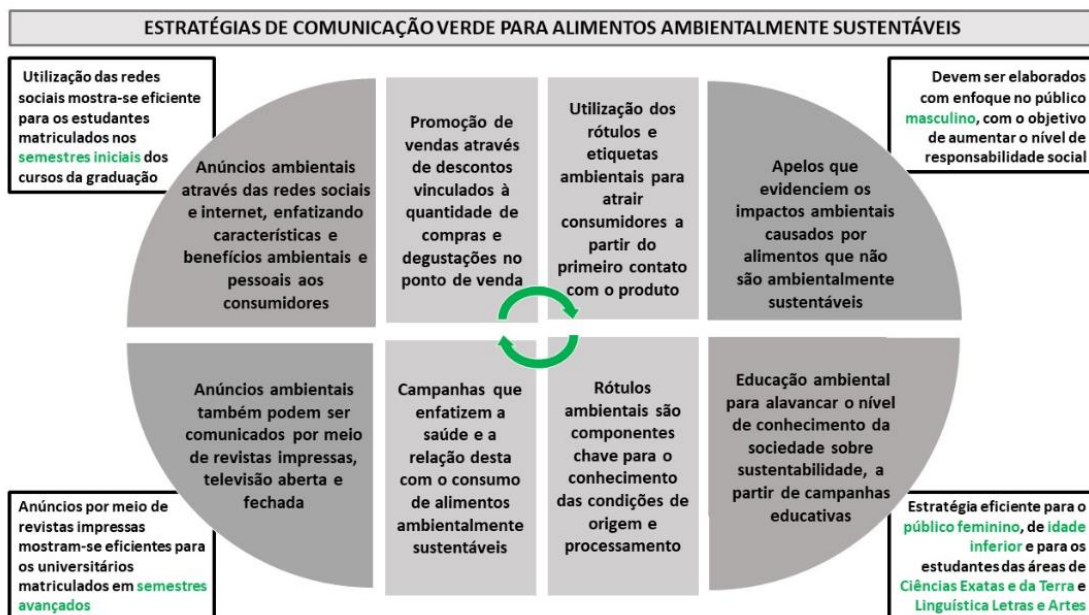 ESTRATÉGIAS DE COMUNICAÇÃO VERDE PARA ALIMENTOS AMBIENTALMENTE SUSTENTÁVEIS
Utilização das redes
sociais mostra-se eficiente
para os estudantes
matriculados nos
semestres iniciais dos
cursos da graduação
Anúncios ambientais
através das redes sociais
e internet, enfatizando
características e
benefícios ambientais e
pessoais aos
consumidores
Promoção de
vendas através
de descontos
vinculados à
quantidade de
compras e
degustações no
ponto de venda
Utilização dos
rótulos e
etiquetas
ambientais para
atrair
consumidores a
partir do
primeiro contato
com o produto
Apelos que
evidenciem os
impactos ambientais
causados por
alimentos que não
são ambientalmente
sustentáveis
Devem ser elaborados
com enfoque no público
masculino, com o objetivo
de aumentar o nível de
responsabilidade social
Anúncios ambientais
também podem ser
comunicados por meio
de revistas impressas,
televisão aberta e
fechada
Campanhas que
enfatizem a
saúde e a
relação desta
com o consumo
de alimentos
ambientalmente
sustentáveis
Rótulos
ambientais são
componentes
chave para o
conhecimento
das condições de
origem e
processamento
Educação ambiental
para alavancar o nível
de conhecimento da
sociedade sobre
sustentabilidade, a
partir de campanhas
educativas
Anúncios por meio de
revistas impressas
mostram-se eficientes para
os universitários
matriculados em semestres
avançados
Estratégia eficiente para o
público feminino, de idade
inferior e para os
estudantes das áreas de
Ciências Exatas e da Terra e
Linguística Letras e Artes